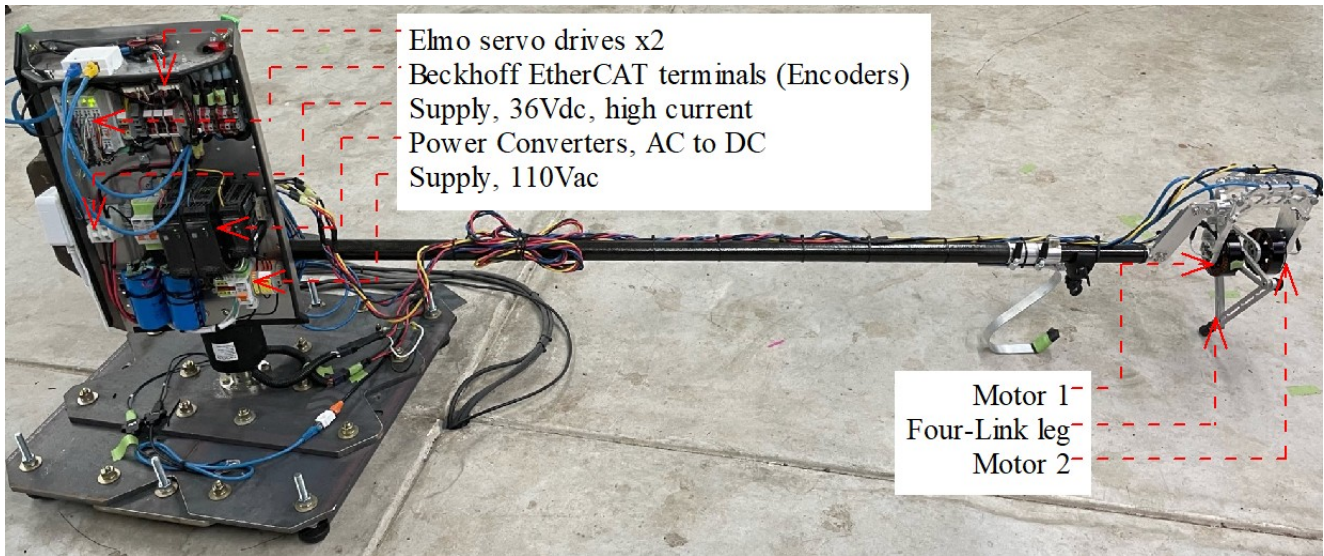 Elmo servo drives x2
Beckhoff EtherCAT terminals (Encoders)
Supply, 36Vdc, high current
Power Converters, AC to DC
Supply, 110Vac
Motor 1
Four-Link leg
Motor 2